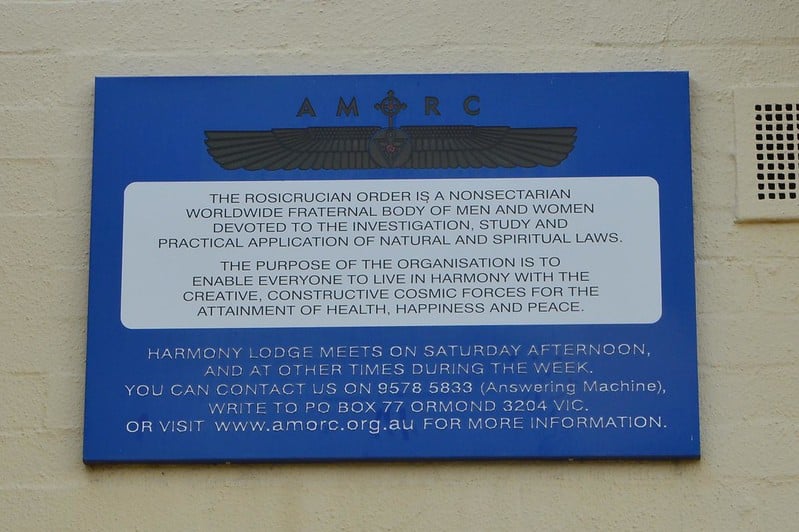 AMRC
THE ROSICRUCIAN ORDER IS A NONSECTARIAN
WORLDWIDE FRATERNAL BODY OF MEN AND WOMEN
DEVOTED TO THE INVESTIGATION, STUDY AND
PRACTICAL APPLICATION OF NATURAL AND SPIRITUAL LAWS.
THE PURPOSE OF THE ORGANISATION IS TO
ENABLE EVERYONE TO LIVE IN HARMONY WITH THE
CREATIVE, CONSTRUCTIVE COSMIC FORCES FOR THE
ATTAINMENT OF HEALTH, HAPPINESS AND PEACE.
HARMONY LODGE MEETS ON SATURDAY AFTERNOON,
AND AT OTHER TIMES DURING THE WEEK.
YOU CAN CONTACT US ON 9578 5833 (Answering Machine),
WRITE TO PO BOX 77 ORMOND 3204 VIC.
OR VISIT www.amorc.org.au FOR MORE INFORMATION.